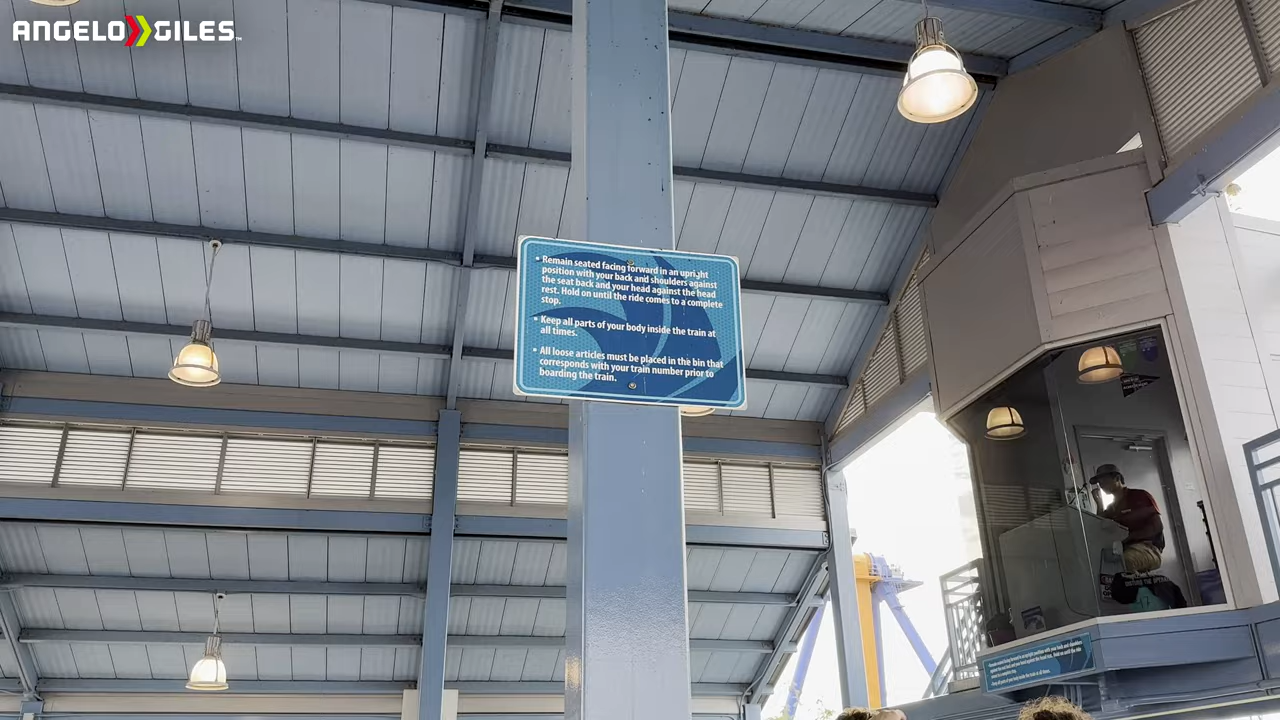 ANGELO GILES
• Remain seated facing forward in an upright
position with your back and shoulders against
the seat back and your head against the head
rest. Hold on until the ride comes to a complete
stop.
• Keep all parts of your body inside the train at
all times.
• All loose articles must be placed in the bin that
corresponds with your train number prior to
boarding the train.